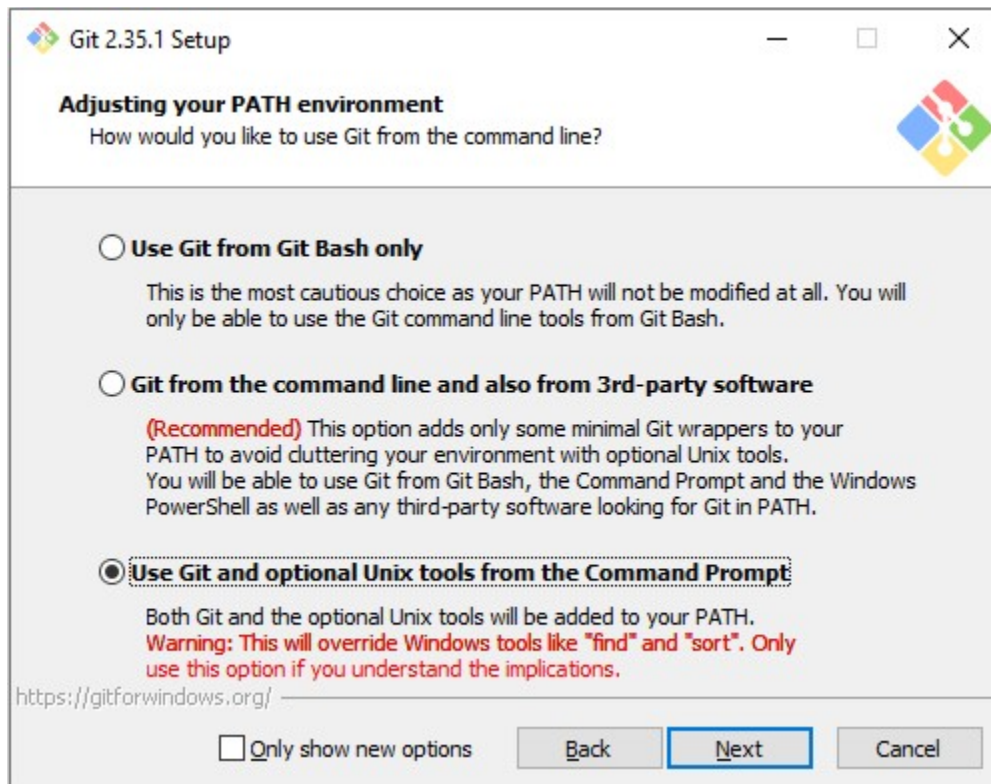 Git 2.35.1 Setup
Adjusting your PATH environment
How would you like to use Git from the command line?
Use Git from Git Bash only
This is the most cautious choice as your PATH will not be modified at all. You will
only be able to use the Git command line tools from Git Bash.
Git from the command line and also from 3rd-party software
(Recommended) This option adds only some minimal Git wrappers to your
PATH to avoid cluttering your environment with optional Unix tools.
You will be able to use Git from Git Bash, the Command Prompt and the Windows
PowerShell as well as any third-party software looking for Git in PATH.
Use Git and optional Unix tools from the Command Prompt
Both Git and the optional Unix tools will be added to your PATH.
Warning: This will override Windows tools like "find" and "sort". Only
use this option if you understand the implications.
https://gitforwindows.org/
Only show new options
Back
Next
Cancel